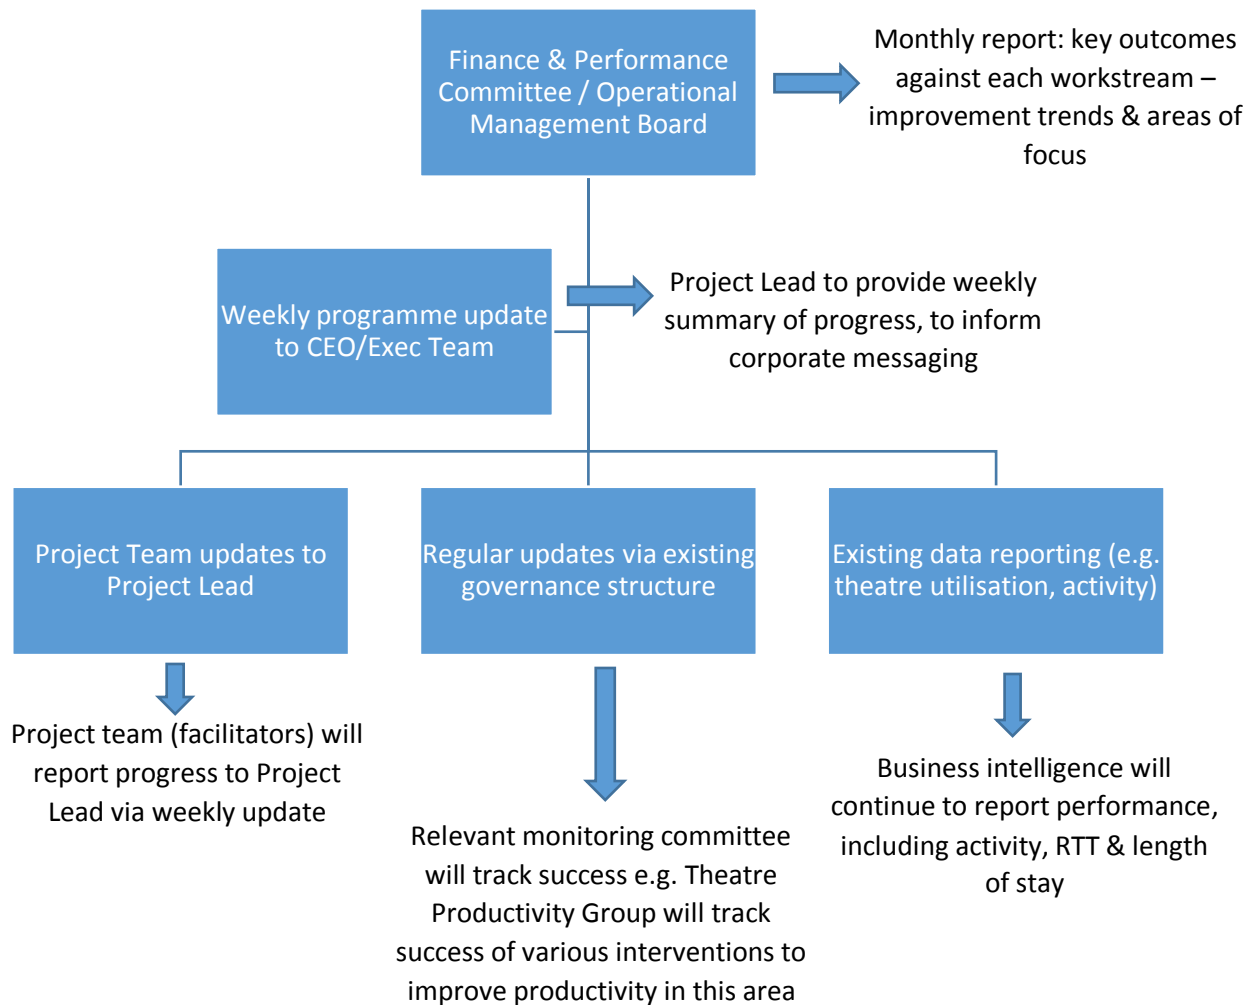 Finance & Performance
Committee / Operational
Management Board
Monthly report: key outcomes
against each workstream –
improvement trends & areas of
focus
Weekly programme update
to CEO/Exec Team
Project Lead to provide weekly
summary of progress, to inform
corporate messaging
Project Team updates to
Project Lead
Regular updates via existing
governance structure
Existing data reporting (e.g.
theatre utilisation, activity)
Project team (facilitators) will
report progress to Project
Lead via weekly update
Relevant monitoring committee
will track success e.g. Theatre
Productivity Group will track
success of various interventions to
improve productivity in this area
Business intelligence will
continue to report performance,
including activity, RTT & length
of stay